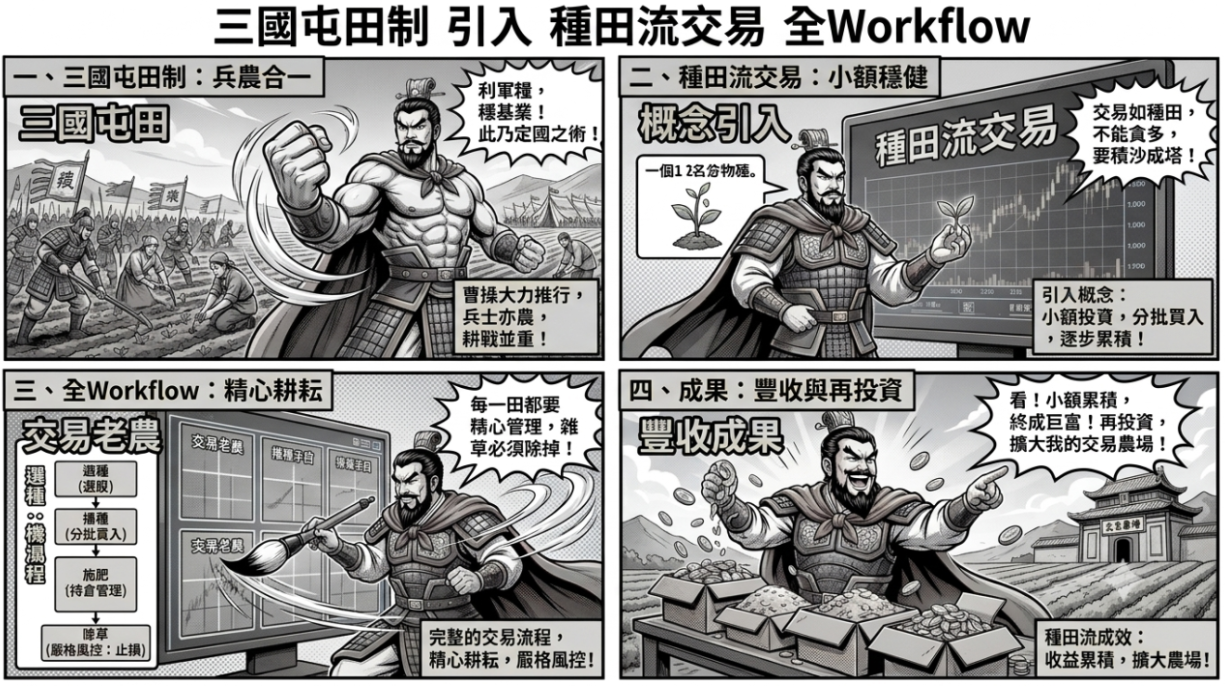 三國屯田制 引入 種田流交易 全Workflow
一、三國屯田制：兵農合一
三國屯田
利軍糧，
穩基業！
此乃定國之術！
曹操大力推行，
兵士亦農，
耕戰並重！
二、種田流交易：小額穩健
概念引入
種田流交易
交易如種田，
不能貪多，
要積沙成塔！
引入概念：
小額投資，分批買入
，逐步累積！
三、全Workflow：精心耕耘
交易老農
選種
(選股)
播種
(分批買入)
施肥
(持倉管理)
(嚴格風控：止損)
交易老農
每一田都要
精心管理，雜
草必須除掉！
完整的交易流程，
精心耕耘，嚴格風控！
四、成果：豐收與再投資
豐收成果
看！小額累積，
終成巨富！再投資，
擴大我的交易農場！
種田流成效：
收益累積，擴大農場！